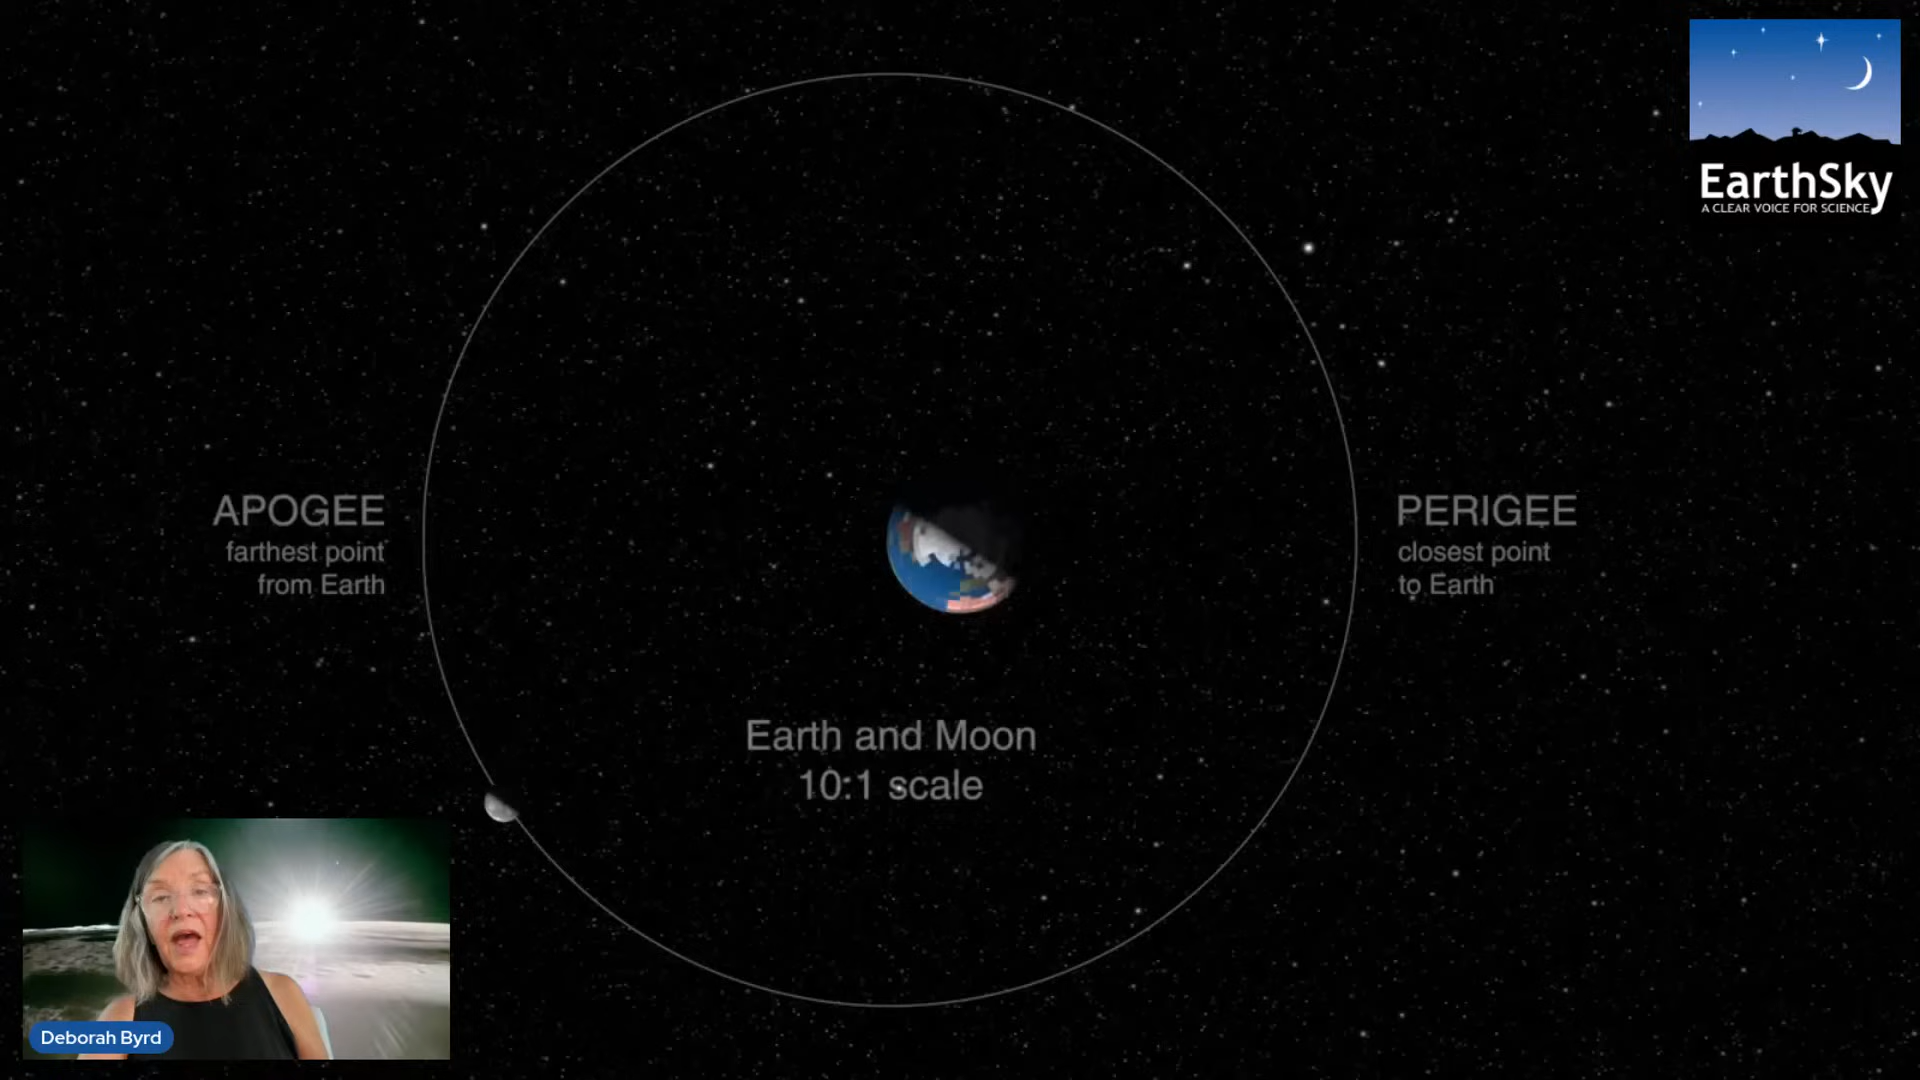 EarthSky
A CLEAR VOICE FOR SCIENCE
APOGEE
farthest point
from Earth
PERIGEE
closest point
to Earth
Earth and Moon
10:1 scale
Deborah Byrd